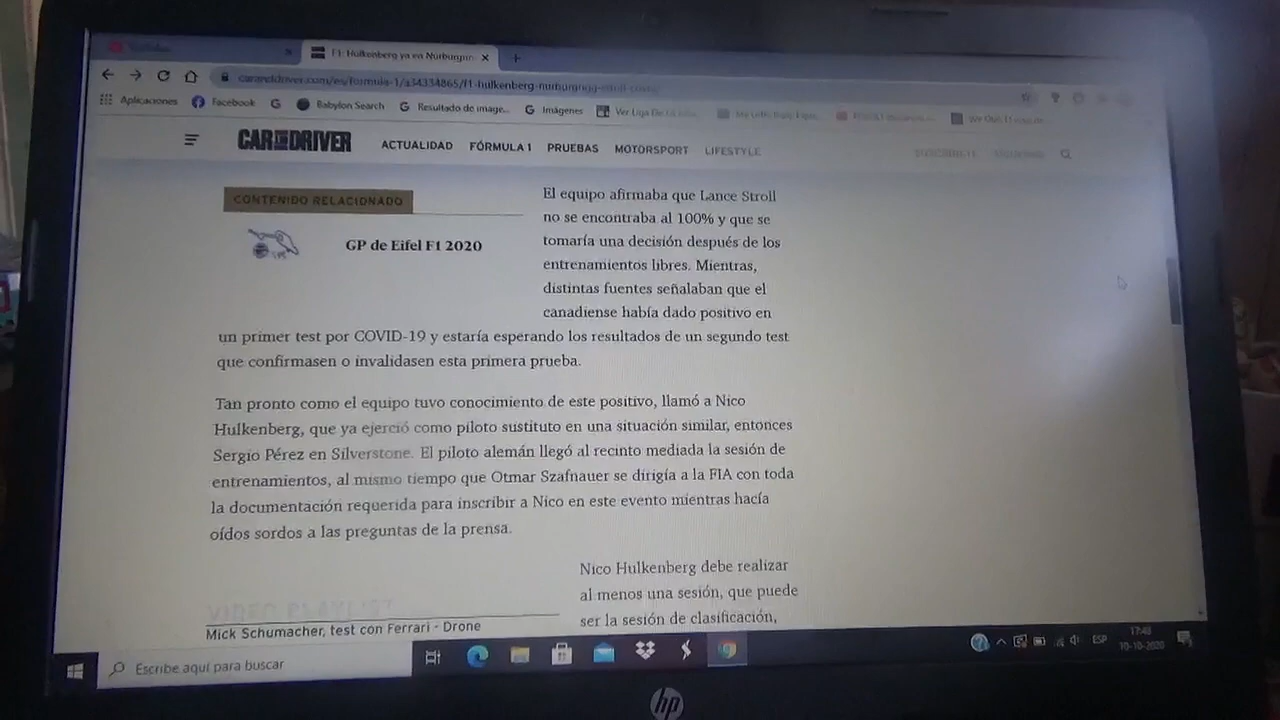 F1: Hulkenberg ya en Nurburgrin
Aplicaciones Facebook Babylon Search Resultado de image... Imágenes
CAR AND DRIVER ACTUALIDAD FÓRMULA 1 PRUEBAS MOTORSPORT LIFESTYLE
CONTENIDO RELACIONADO
GP de Eifel F1 2020
El equipo afirmaba que Lance Stroll
no se encontraba al 100% y que se
tomaría una decisión después de los
entrenamientos libres. Mientras,
distintas fuentes señalaban que el
canadiense había dado positivo en
un primer test por COVID-19 y estaría esperando los resultados de un segundo test
que confirmasen o invalidasen esta primera prueba.
Tan pronto como el equipo tuvo conocimiento de este positivo, llamó a Nico
Hulkenberg, que ya ejerció como piloto sustituto en una situación similar, entonces
Sergio Pérez en Silverstone. El piloto alemán llegó al recinto mediada la sesión de
entrenamientos, al mismo tiempo que Otmar Szafnauer se dirigía a la FIA con toda
la documentación requerida para inscribir a Nico en este evento mientras hacía
oídos sordos a las preguntas de la prensa.
Nico Hulkenberg debe realizar
al menos una sesión, que puede
ser la sesión de clasificación,
VIDEO PLAYLIST
Mick Schumacher, test con Ferrari - Drone
Escribe aquí para buscar
ESP
17:48
10-10-2020
hp